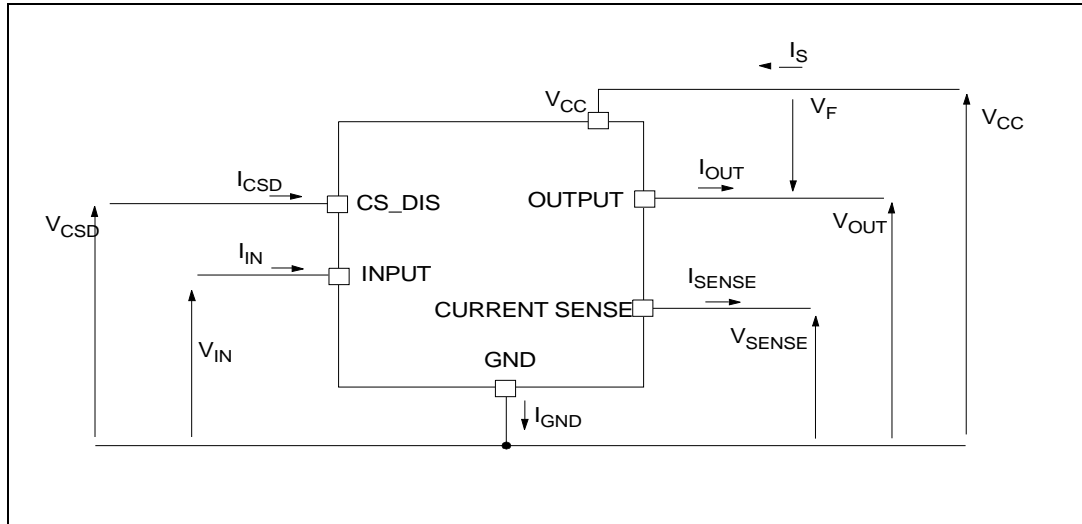 I_S
V_CC
V_F
V_CC
I_CSD
I_OUT
CS_DIS
OUTPUT
V_CSD
V_OUT
I_IN
INPUT
I_SENSE
CURRENT SENSE
V_IN
V_SENSE
GND
I_GND